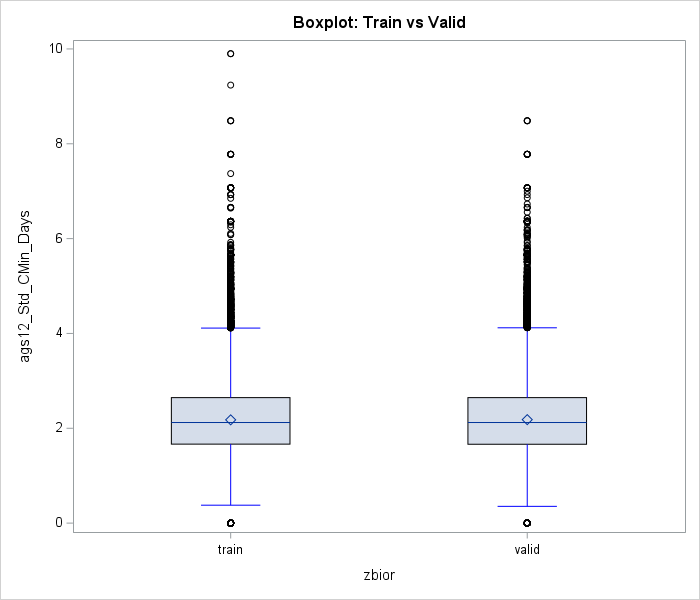 Boxplot: Train vs Valid
10
8
6
4
2
0
ags12_Std_CMin_Days
train
valid
zbior